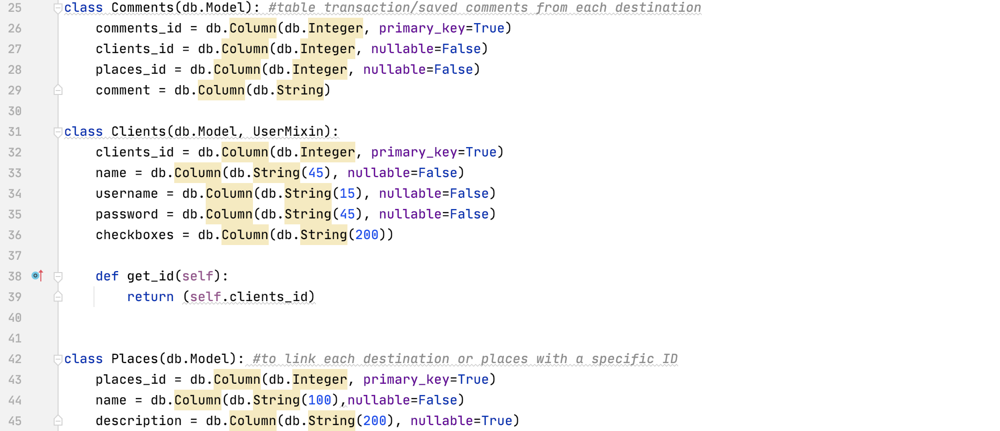 25 class Comments(db.Model): #table transaction/saved comments from each destination
26     comments_id = db.Column(db.Integer, primary_key=True)
27     clients_id = db.Column(db.Integer, nullable=False)
28     places_id = db.Column(db.Integer, nullable=False)
29     comment = db.Column(db.String)
30
31 class Clients(db.Model, UserMixin):
32     clients_id = db.Column(db.Integer, primary_key=True)
33     name = db.Column(db.String(45), nullable=False)
34     username = db.Column(db.String(15), nullable=False)
35     password = db.Column(db.String(45), nullable=False)
36     checkboxes = db.Column(db.String(200))
37
38     def get_id(self):
39         return (self.clients_id)
40
41
42 class Places(db.Model): #to link each destination or places with a specific ID
43     places_id = db.Column(db.Integer, primary_key=True)
44     name = db.Column(db.String(100),nullable=False)
45     description = db.Column(db.String(200), nullable=True)